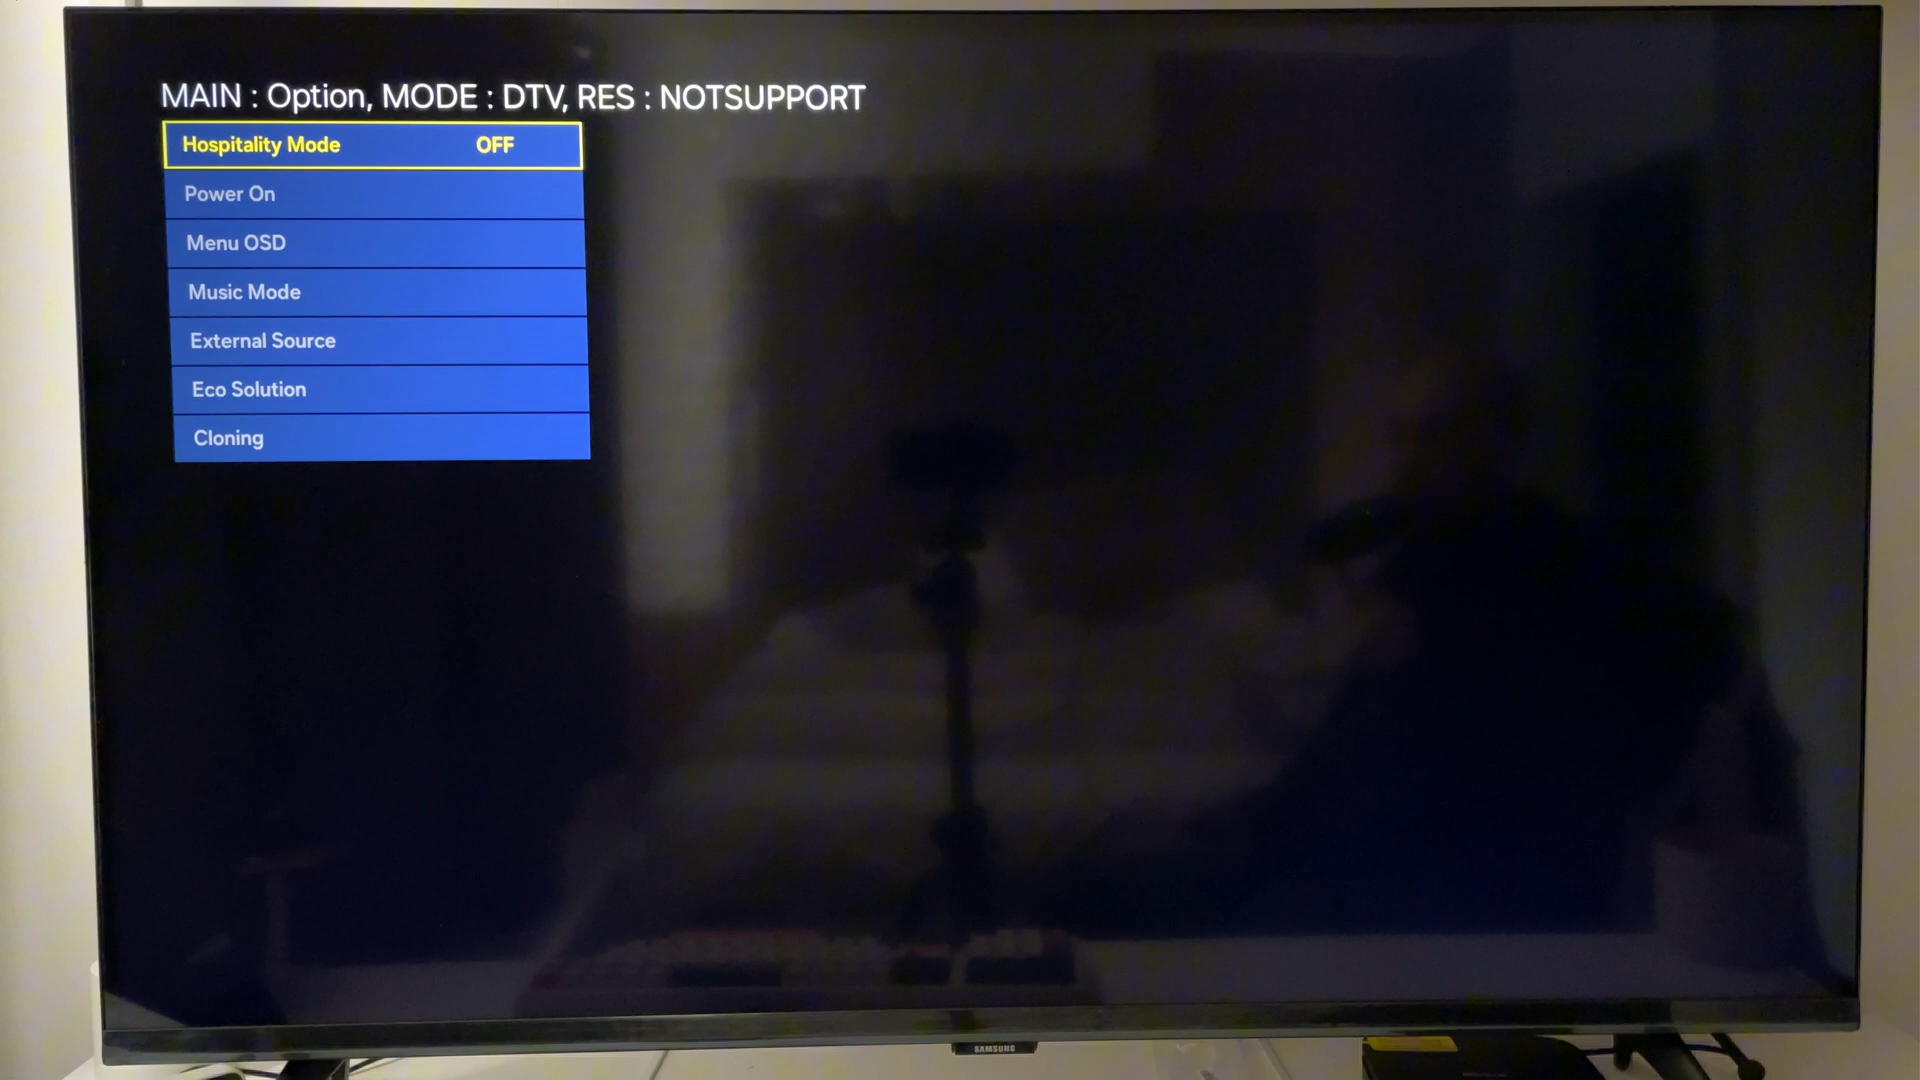 MAIN : Option, MODE : DTV, RES : NOTSUPPORT
Hospitality Mode OFF
Power On
Menu OSD
Music Mode
External Source
Eco Solution
Cloning
SAMSUNG